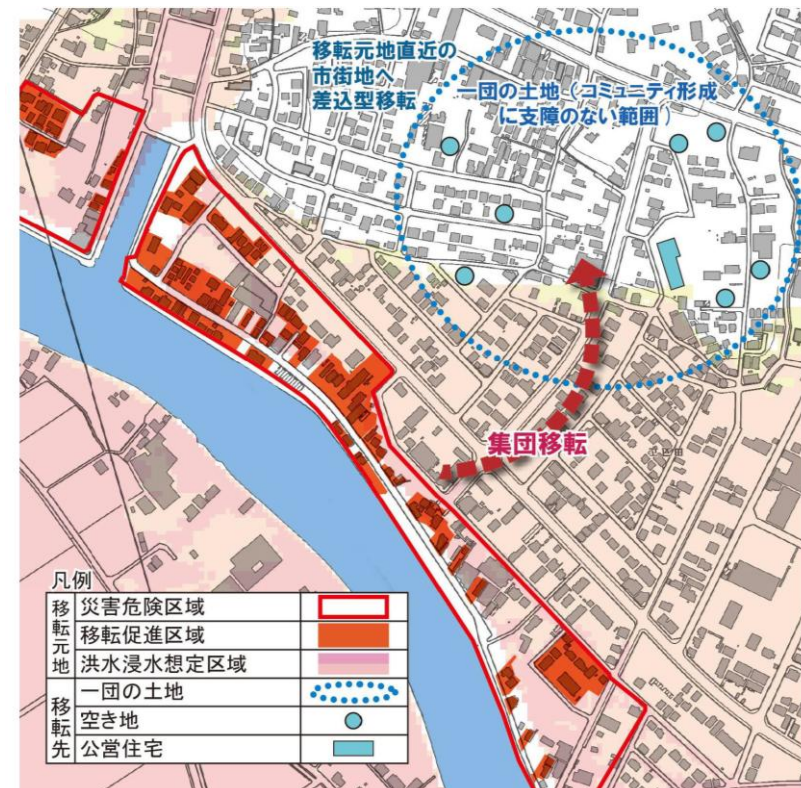 移転元地直近の
市街地へ
差込型移転
一団の土地（コミュニティ形成
に支障のない範囲）
集団移転
凡例
移転元地
災害危険区域
移転促進区域
洪水浸水想定区域
移転先
一団の土地
空き地
公営住宅